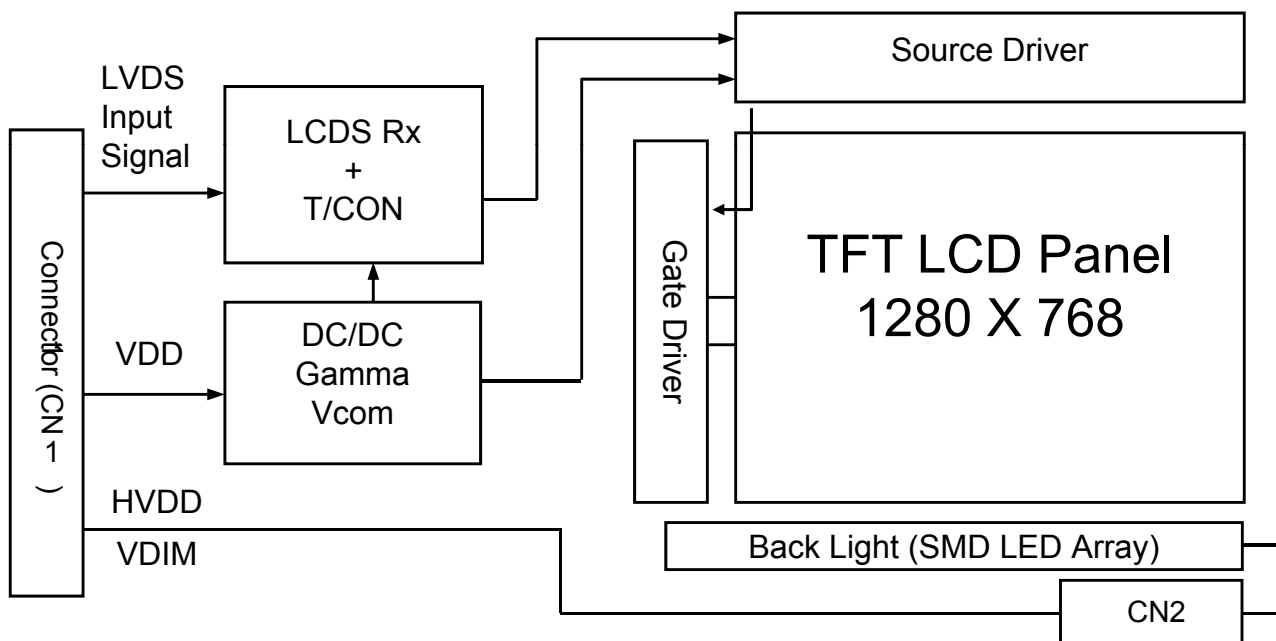 LVDS
Input
Signal
LCDS Rx
+
T/CON
Source Driver
Connector (CN1)
VDD
DC/DC
Gamma
Vcom
Gate Driver
TFT LCD Panel
1280 X 768
HVDD
VDIM
Back Light (SMD LED Array)
CN2